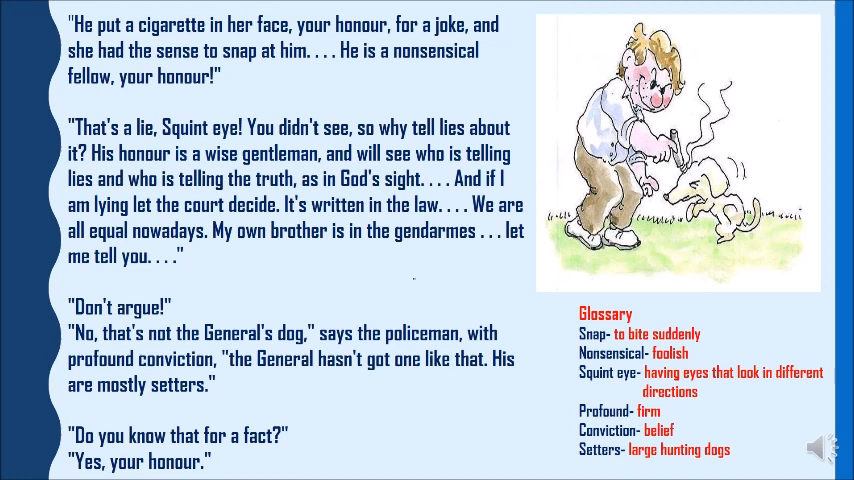 "He put a cigarette in her face, your honour, for a joke, and
she had the sense to snap at him. . . . He is a nonsensical
fellow, your honour!"
"That's a lie, Squint eye! You didn't see, so why tell lies about
it? His honour is a wise gentleman, and will see who is telling
lies and who is telling the truth, as in God's sight. . . . And if I
am lying let the court decide. It's written in the law. . . . We are
all equal nowadays. My own brother is in the gendarmes . . . let
me tell you. . . ."
"Don't argue!"
"No, that's not the General's dog," says the policeman, with
profound conviction, "the General hasn't got one like that. His
are mostly setters."
"Do you know that for a fact?"
"Yes, your honour."
Glossary
Snap- to bite suddenly
Nonsensical- foolish
Squint eye- having eyes that look in different
directions
Profound- firm
Conviction- belief
Setters- large hunting dogs